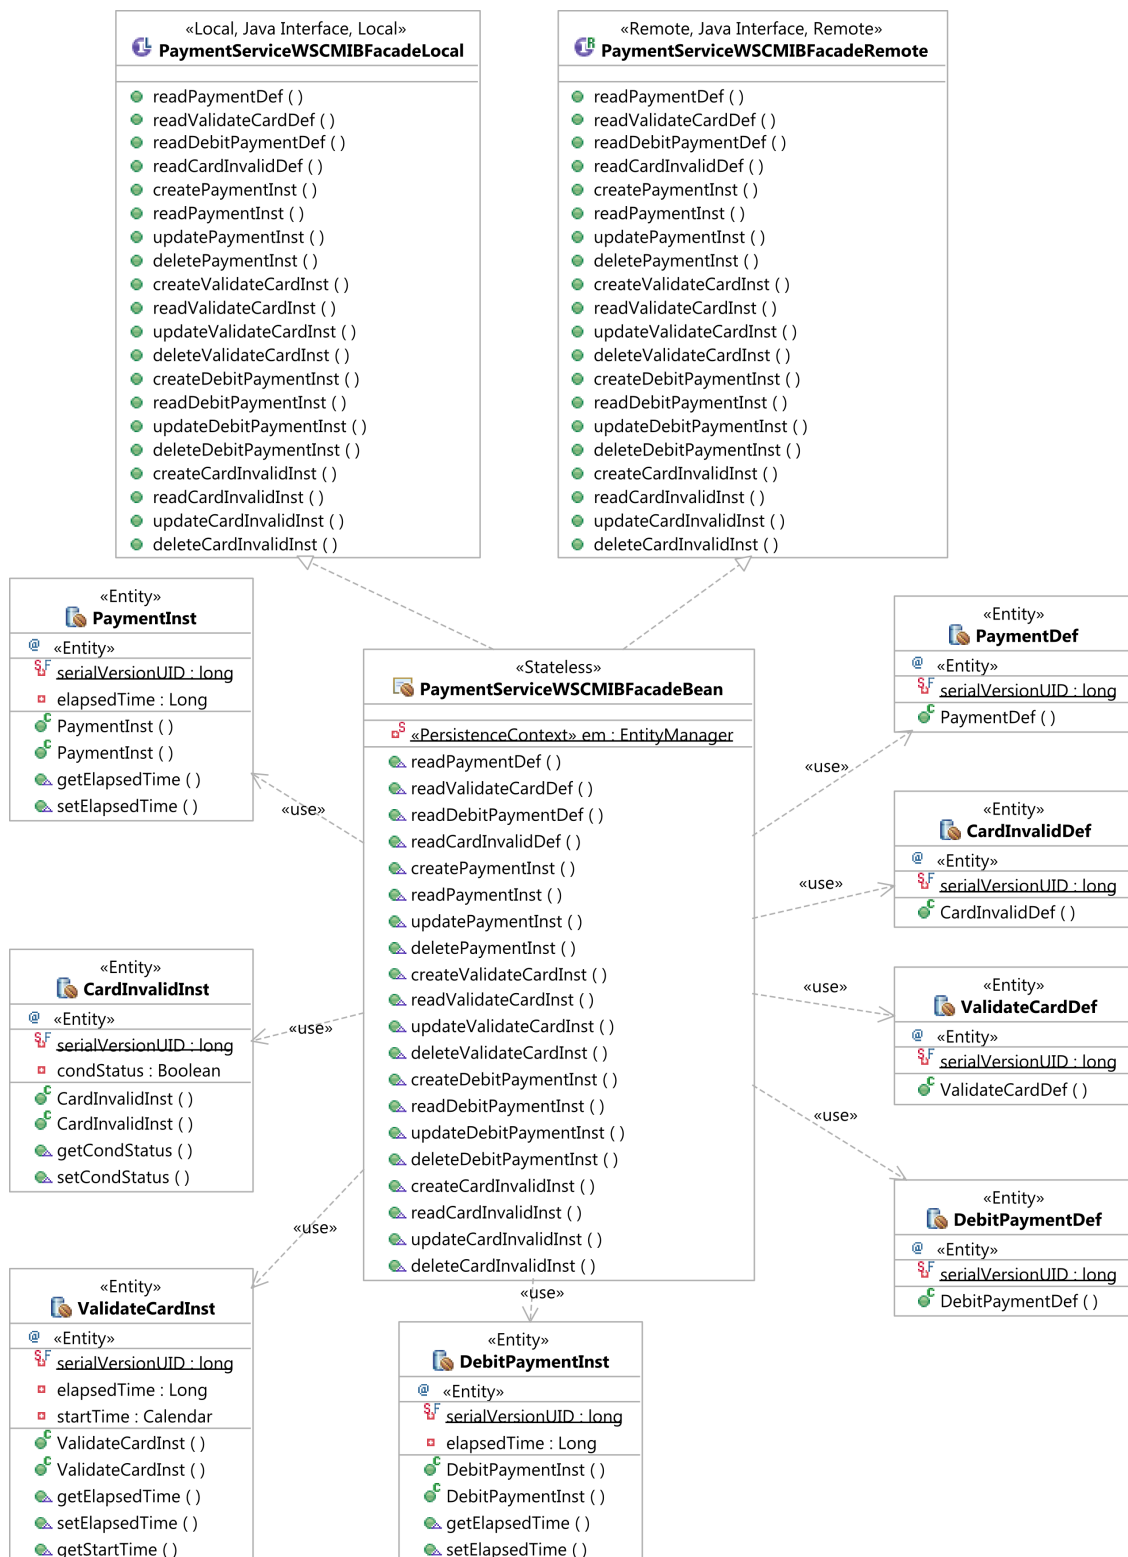 «Local, Java Interface, Local»
PaymentServiceWSCMIBFacadeLocal
readPaymentDef ( )
readValidateCardDef ( )
readDebitPaymentDef ( )
readCardInvalidDef ( )
createPaymentInst ( )
readPaymentInst ( )
updatePaymentInst ( )
deletePaymentInst ( )
createValidateCardInst ( )
readValidateCardInst ( )
updateValidateCardInst ( )
deleteValidateCardInst ( )
createDebitPaymentInst ( )
readDebitPaymentInst ( )
updateDebitPaymentInst ( )
deleteDebitPaymentInst ( )
createCardInvalidInst ( )
readCardInvalidInst ( )
updateCardInvalidInst ( )
deleteCardInvalidInst ( )
«Remote, Java Interface, Remote»
PaymentServiceWSCMIBFacadeRemote
readPaymentDef ( )
readValidateCardDef ( )
readDebitPaymentDef ( )
readCardInvalidDef ( )
createPaymentInst ( )
readPaymentInst ( )
updatePaymentInst ( )
deletePaymentInst ( )
createValidateCardInst ( )
readValidateCardInst ( )
updateValidateCardInst ( )
deleteValidateCardInst ( )
createDebitPaymentInst ( )
readDebitPaymentInst ( )
updateDebitPaymentInst ( )
deleteDebitPaymentInst ( )
createCardInvalidInst ( )
readCardInvalidInst ( )
updateCardInvalidInst ( )
deleteCardInvalidInst ( )
«Entity»
PaymentInst
@ «Entity»
serialVersionUID : long
elapsedTime : Long
PaymentInst ( )
PaymentInst ( )
getElapsedTime ( )
setElapsedTime ( )
«use»
«Entity»
CardInvalidInst
@ «Entity»
serialVersionUID : long
condStatus : Boolean
CardInvalidInst ( )
CardInvalidInst ( )
getCondStatus ( )
setCondStatus ( )
«use»
«Entity»
ValidateCardInst
@ «Entity»
serialVersionUID : long
elapsedTime : Long
startTime : Calendar
ValidateCardInst ( )
ValidateCardInst ( )
getElapsedTime ( )
setElapsedTime ( )
getStartTime ( )
«use»
«Stateless»
PaymentServiceWSCMIBFacadeBean
«PersistenceContext» em : EntityManager
readPaymentDef ( )
readValidateCardDef ( )
readDebitPaymentDef ( )
readCardInvalidDef ( )
createPaymentInst ( )
readPaymentInst ( )
updatePaymentInst ( )
deletePaymentInst ( )
createValidateCardInst ( )
readValidateCardInst ( )
updateValidateCardInst ( )
deleteValidateCardInst ( )
createDebitPaymentInst ( )
readDebitPaymentInst ( )
updateDebitPaymentInst ( )
deleteDebitPaymentInst ( )
createCardInvalidInst ( )
readCardInvalidInst ( )
updateCardInvalidInst ( )
deleteCardInvalidInst ( )
«use»
«Entity»
DebitPaymentInst
@ «Entity»
serialVersionUID : long
elapsedTime : Long
DebitPaymentInst ( )
DebitPaymentInst ( )
getElapsedTime ( )
setElapsedTime ( )
«use»
«Entity»
PaymentDef
@ «Entity»
serialVersionUID : long
PaymentDef ( )
«use»
«Entity»
CardInvalidDef
@ «Entity»
serialVersionUID : long
CardInvalidDef ( )
«use»
«Entity»
ValidateCardDef
@ «Entity»
serialVersionUID : long
ValidateCardDef ( )
«use»
«Entity»
DebitPaymentDef
@ «Entity»
serialVersionUID : long
DebitPaymentDef ( )